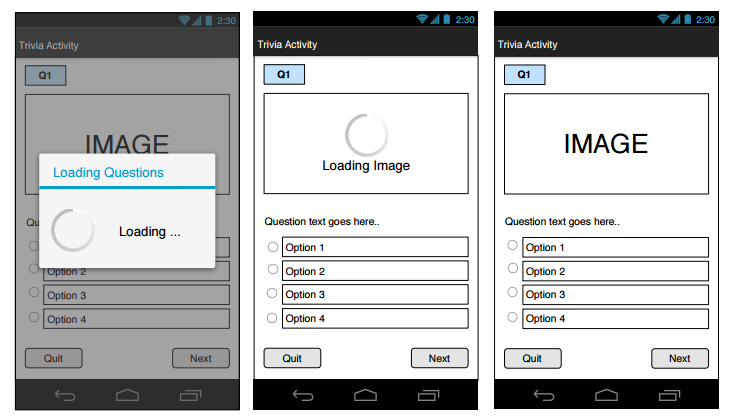 2:30
Trivia Activity
Q1
IMAGE
Loading Questions
Loading ...
Qu
Option 2
Option 3
Option 4
Quit
Next
2:30
Trivia Activity
Q1
Loading Image
Question text goes here..
Option 1
Option 2
Option 3
Option 4
Quit
Next
2:30
Trivia Activity
Q1
IMAGE
Question text goes here..
Option 1
Option 2
Option 3
Option 4
Quit
Next